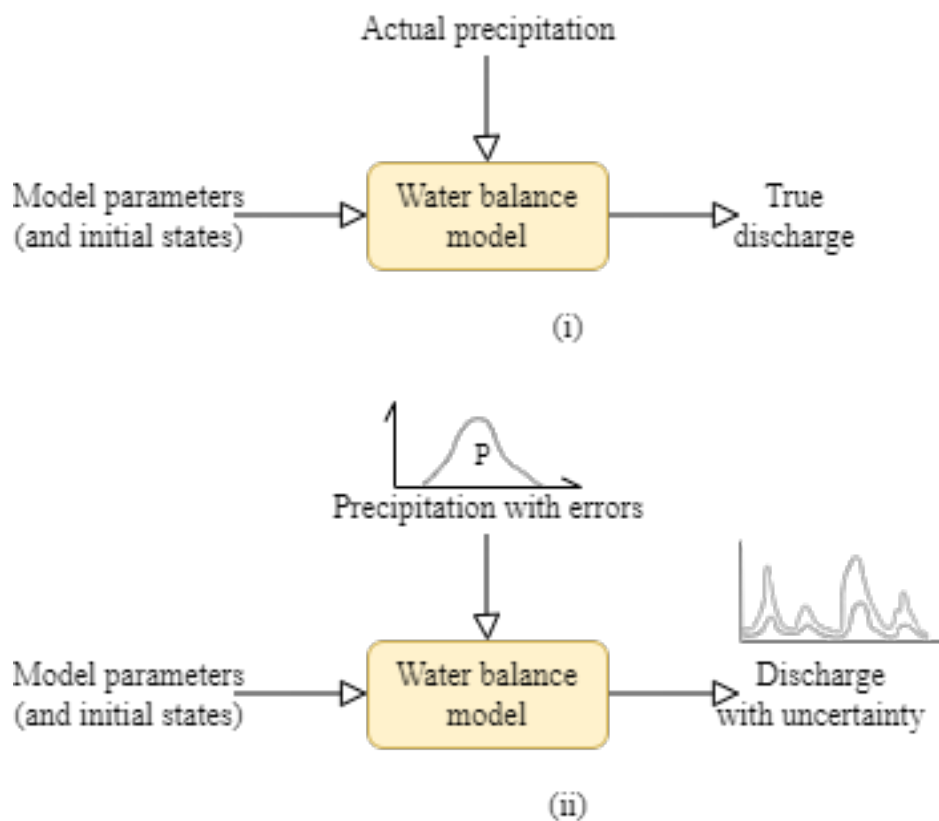 Actual precipitation
Model parameters
(and initial states)
Water balance
model
True
discharge
(i)
P
Precipitation with errors
Model parameters
(and initial states)
Water balance
model
Discharge
with uncertainty
(ii)